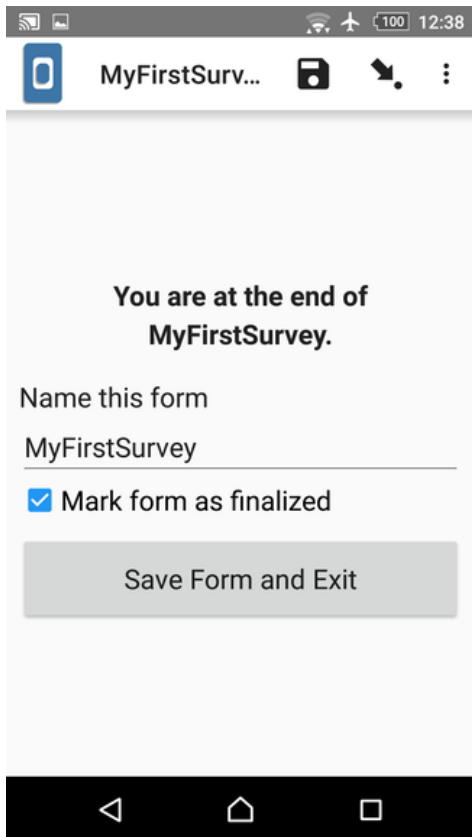 100 12:38
MyFirstSurv...
You are at the end of
MyFirstSurvey.
Name this form
MyFirstSurvey
Mark form as finalized
Save Form and Exit